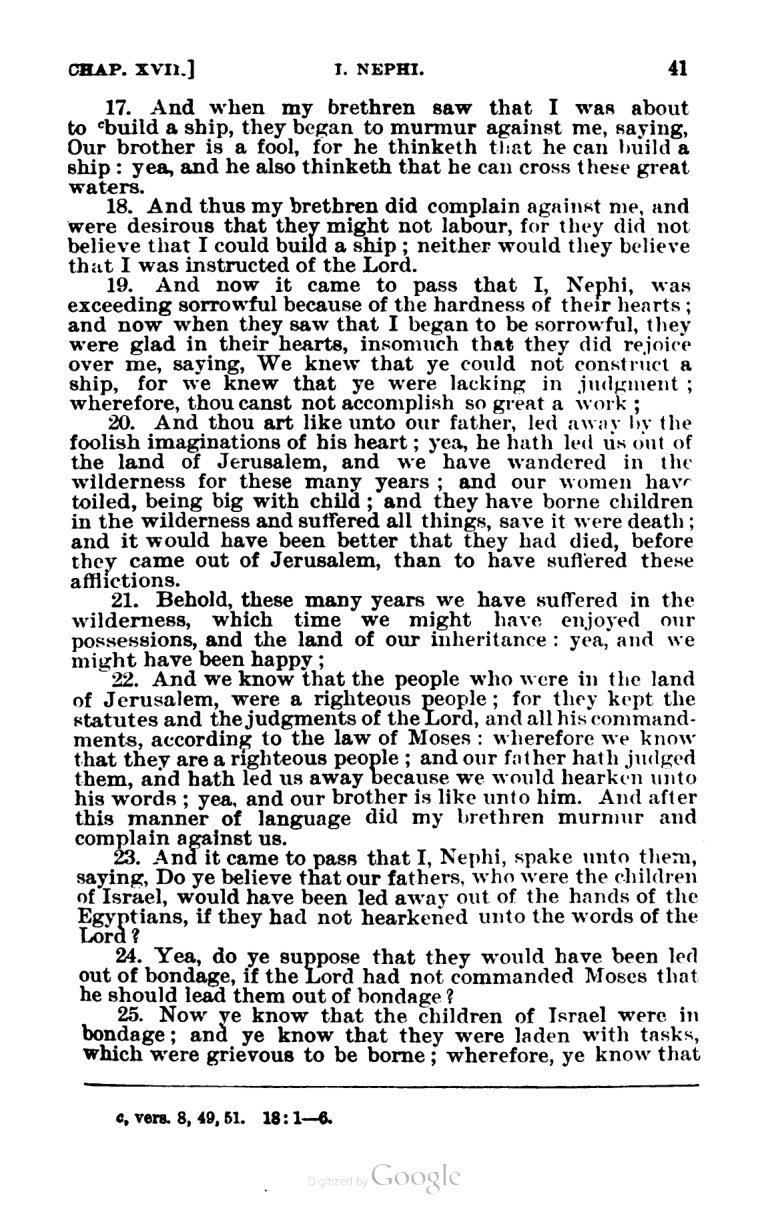 CHAP. XVII.] I. NEPHI. 41
17. And when my brethren saw that I was about
to ᶜbuild a ship, they began to murmur against me, saying,
Our brother is a fool, for he thinketh that he can build a
ship : yea, and he also thinketh that he can cross these great
waters.
18. And thus my brethren did complain against me, and
were desirous that they might not labour, for they did not
believe that I could build a ship ; neither would they believe
that I was instructed of the Lord.
19. And now it came to pass that I, Nephi, was
exceeding sorrowful because of the hardness of their hearts ;
and now when they saw that I began to be sorrowful, they
were glad in their hearts, insomuch that they did rejoice
over me, saying, We knew that ye could not construct a
ship, for we knew that ye were lacking in judgment ;
wherefore, thou canst not accomplish so great a work ;
20. And thou art like unto our father, led away by the
foolish imaginations of his heart ; yea, he hath led us out of
the land of Jerusalem, and we have wandered in the
wilderness for these many years ; and our women have
toiled, being big with child ; and they have borne children
in the wilderness and suffered all things, save it were death ;
and it would have been better that they had died, before
they came out of Jerusalem, than to have suffered these
afflictions.
21. Behold, these many years we have suffered in the
wilderness, which time we might have enjoyed our
possessions, and the land of our inheritance : yea, and we
might have been happy ;
22. And we know that the people who were in the land
of Jerusalem, were a righteous people ; for they kept the
statutes and the judgments of the Lord, and all his command-
ments, according to the law of Moses : wherefore we know
that they are a righteous people ; and our father hath judged
them, and hath led us away because we would hearken unto
his words ; yea, and our brother is like unto him. And after
this manner of language did my brethren murmur and
complain against us.
23. And it came to pass that I, Nephi, spake unto them,
saying, Do ye believe that our fathers, who were the children
of Israel, would have been led away out of the hands of the
Egyptians, if they had not hearkened unto the words of the
Lord ?
24. Yea, do ye suppose that they would have been led
out of bondage, if the Lord had not commanded Moses that
he should lead them out of bondage ?
25. Now ye know that the children of Israel were in
bondage ; and ye know that they were laden with tasks,
which were grievous to be borne ; wherefore, ye know that
c, vers. 8, 49, 51. 18 : 1—6.
Digitized by Google